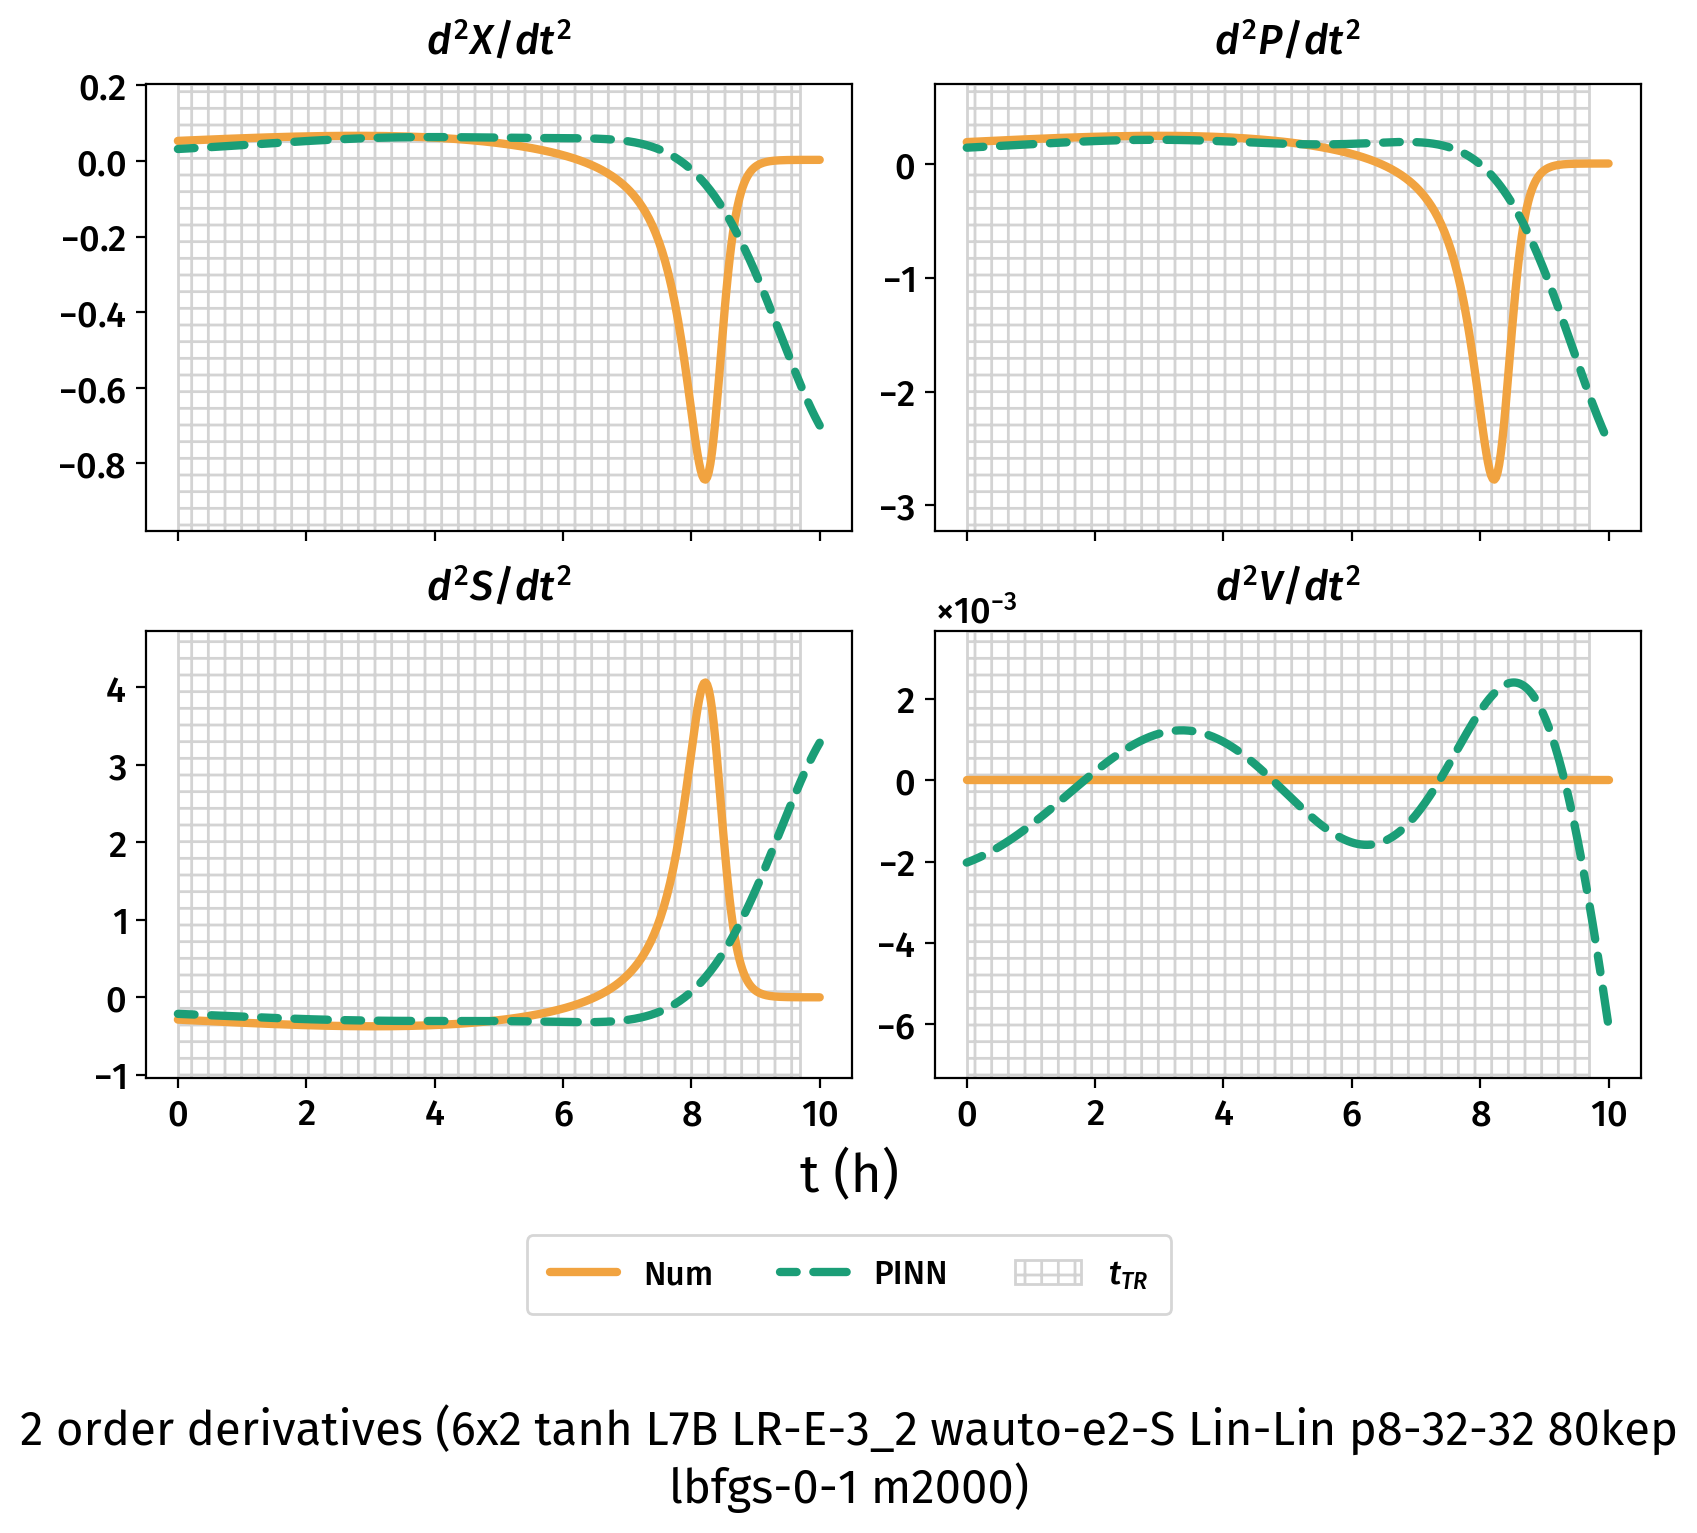 d²X/dt²
d²P/dt²
0.2
0.0
−0.2
−0.4
−0.6
−0.8
0
−1
−2
−3
d²S/dt²
d²V/dt²
×10⁻³
4
3
2
1
0
−1
2
0
−2
−4
−6
0 2 4 6 8 10
0 2 4 6 8 10
t (h)
Num PINN t_TR
2 order derivatives (6x2 tanh L7B LR-E-3_2 wauto-e2-S Lin-Lin p8-32-32 80kep
lbfgs-0-1 m2000)